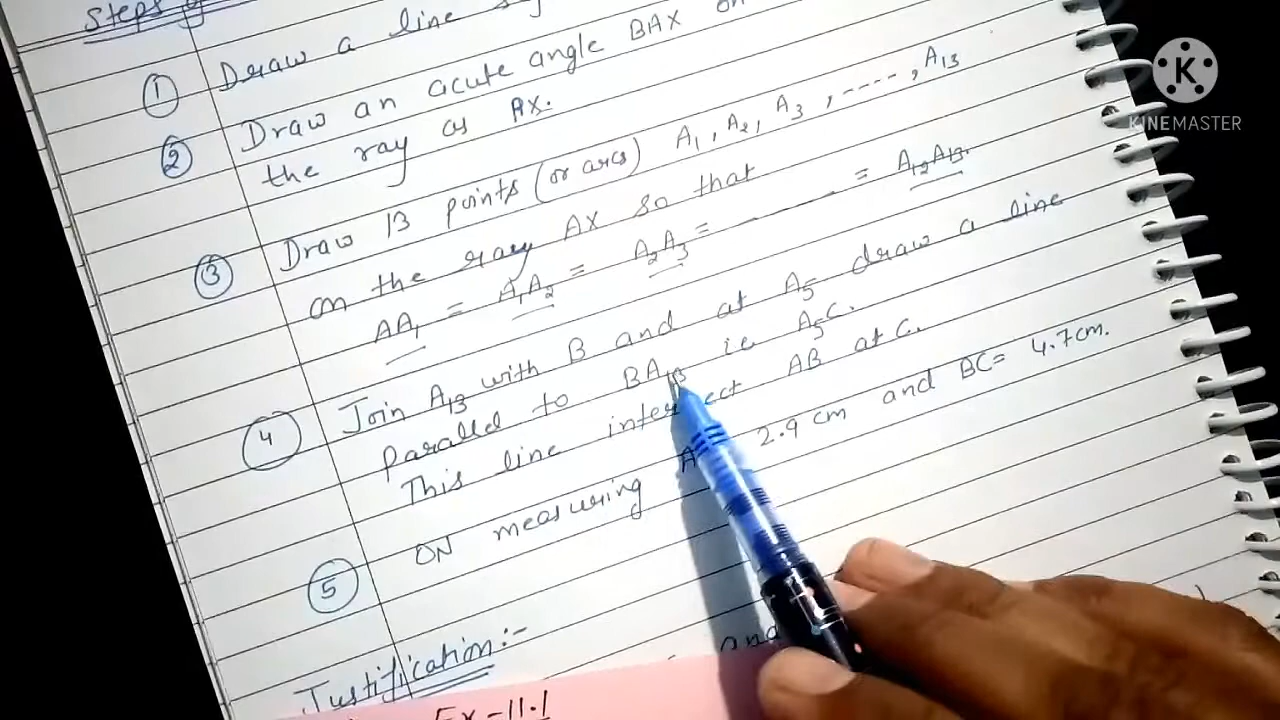 Steps
① Draw a line
② Draw an acute angle BAX on
the ray as AX.
③ Draw 13 points (or arcs) A1, A2, A3, ----, A13
on the ray AX so that
AA1 = A1A2 = A2A3 = ______ = A12A13.
④ Join A13 with B and at A5 draw a line
parallel to BA13 ie A5C.
This line intersect AB at C.
⑤ ON measuring 2.9 cm and BC = 4.7cm.
Justification:-
and
Ex-11.1
K
KINEMASTER